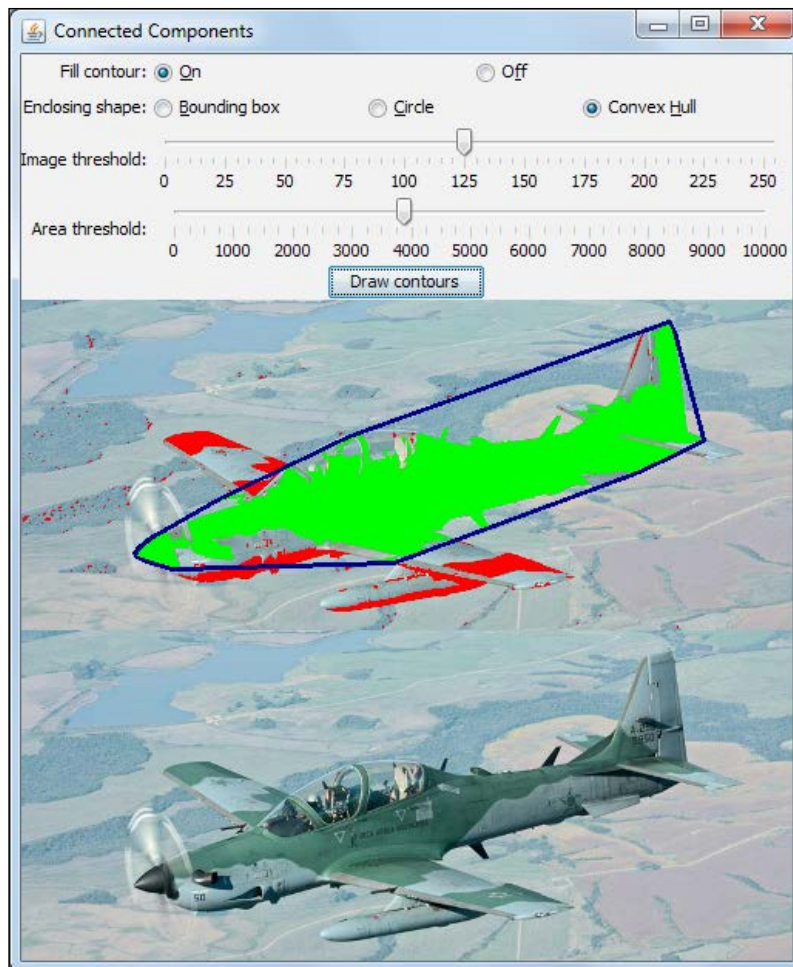 Connected Components
Fill contour: On Off
Enclosing shape: Bounding box Circle Convex Hull
Image threshold:
0 25 50 75 100 125 150 175 200 225 250
Area threshold:
0 1000 2000 3000 4000 5000 6000 7000 8000 9000 10000
Draw contours
50